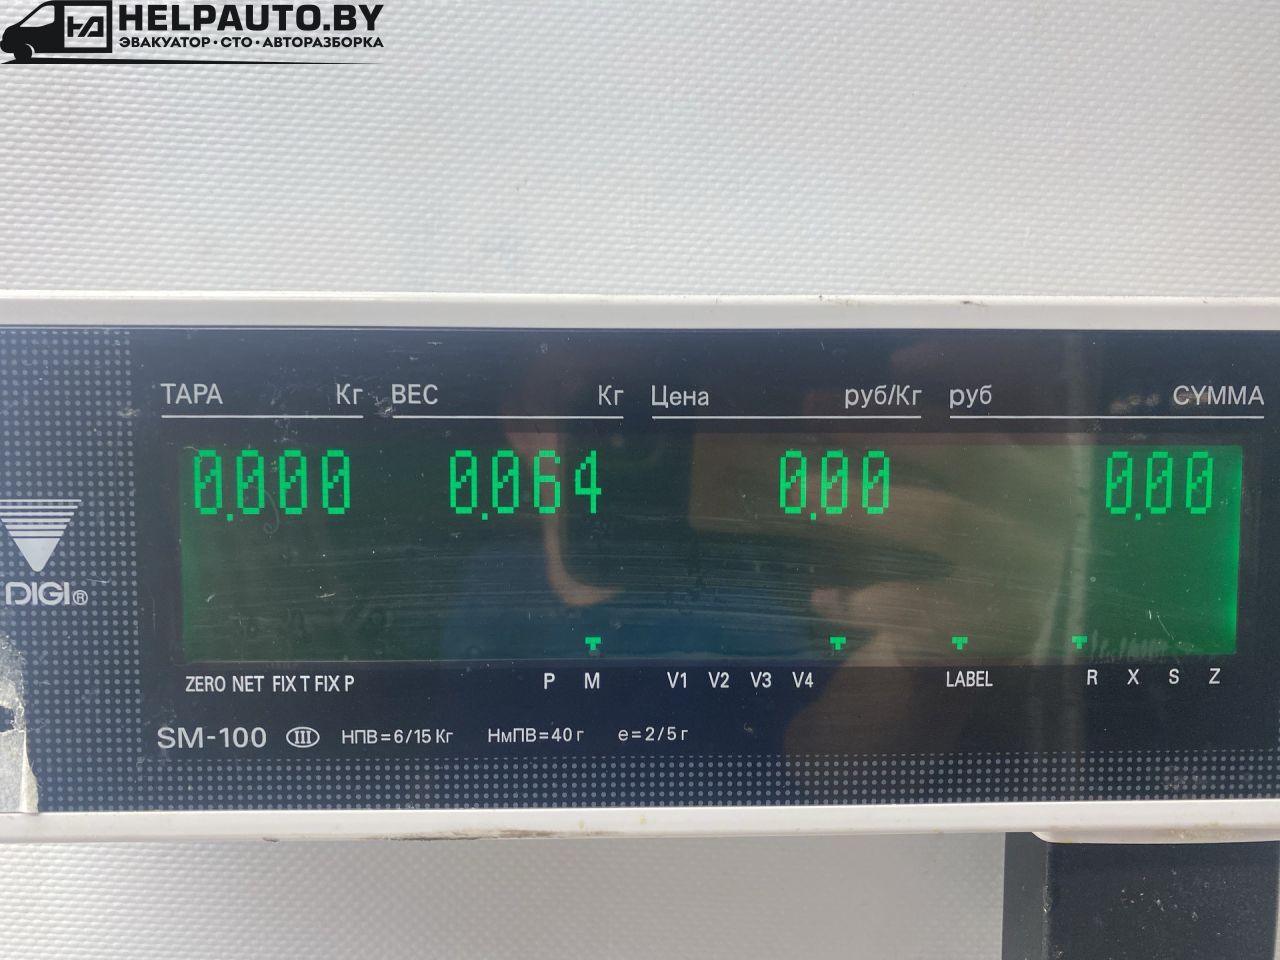 HELPAUTO.BY
ЭВАКУАТОР·СТО·АВТОРАЗБОРКА
ТАРА Кг ВЕС Кг Цена руб/Кг руб СУММА
0.000 0.064 0.00 0.00
DIGI®
ZERO NET FIX T FIX P P M V1 V2 V3 V4 LABEL R X S Z
SM-100 III НПВ=6/15 Кг НмПВ=40 г e=2/5 г